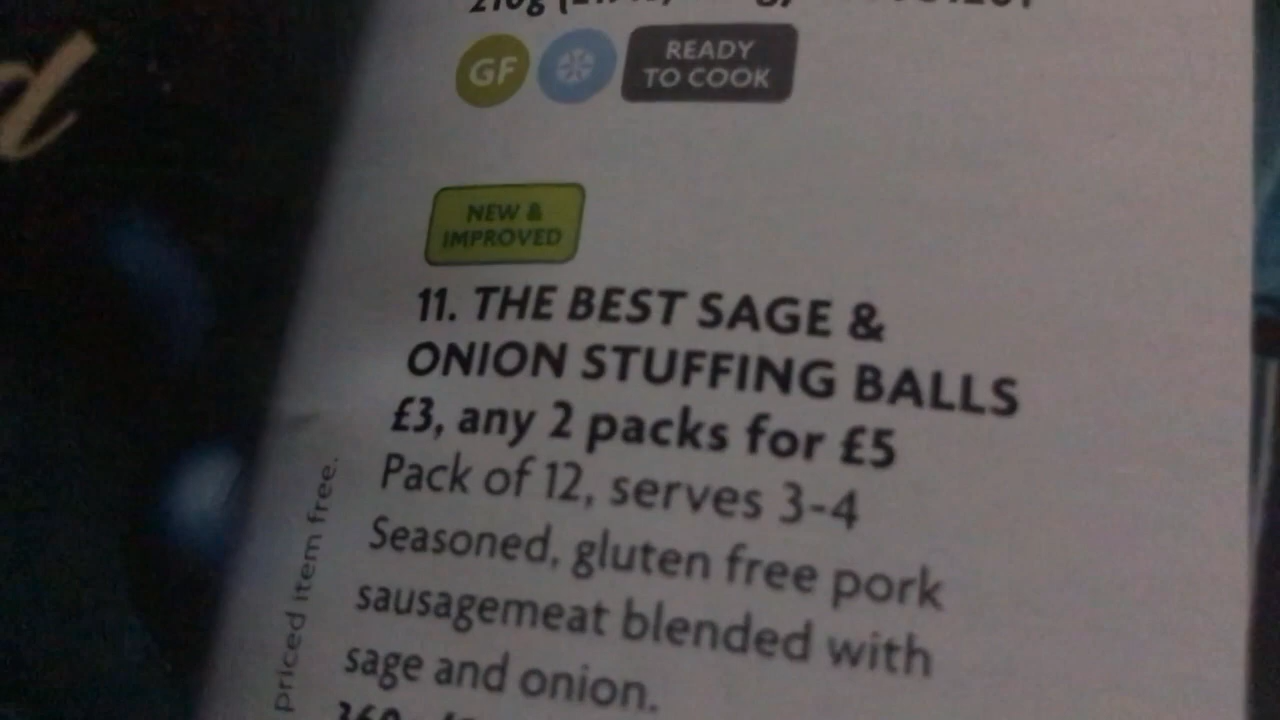 d
GF
READY
TO COOK
NEW &
IMPROVED
11. THE BEST SAGE &
ONION STUFFING BALLS
£3, any 2 packs for £5
Pack of 12, serves 3-4
Seasoned, gluten free pork
sausagemeat blended with
sage and onion.
priced item free.